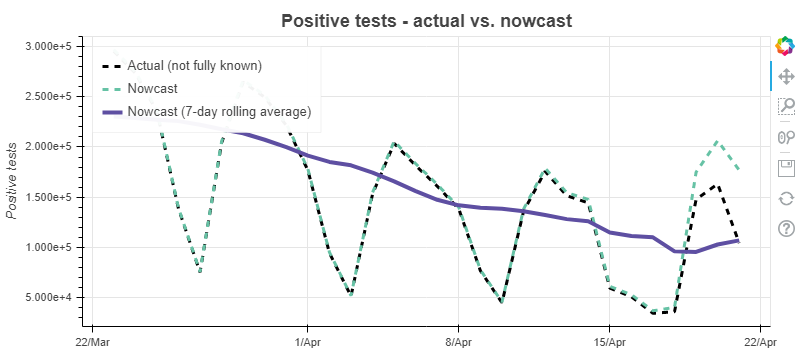 Positive tests - actual vs. nowcast
3.000e+5
2.500e+5
2.000e+5
1.500e+5
1.000e+5
5.000e+4
Positive tests
Actual (not fully known)
Nowcast
Nowcast (7-day rolling average)
22/Mar
1/Apr
8/Apr
15/Apr
22/Apr